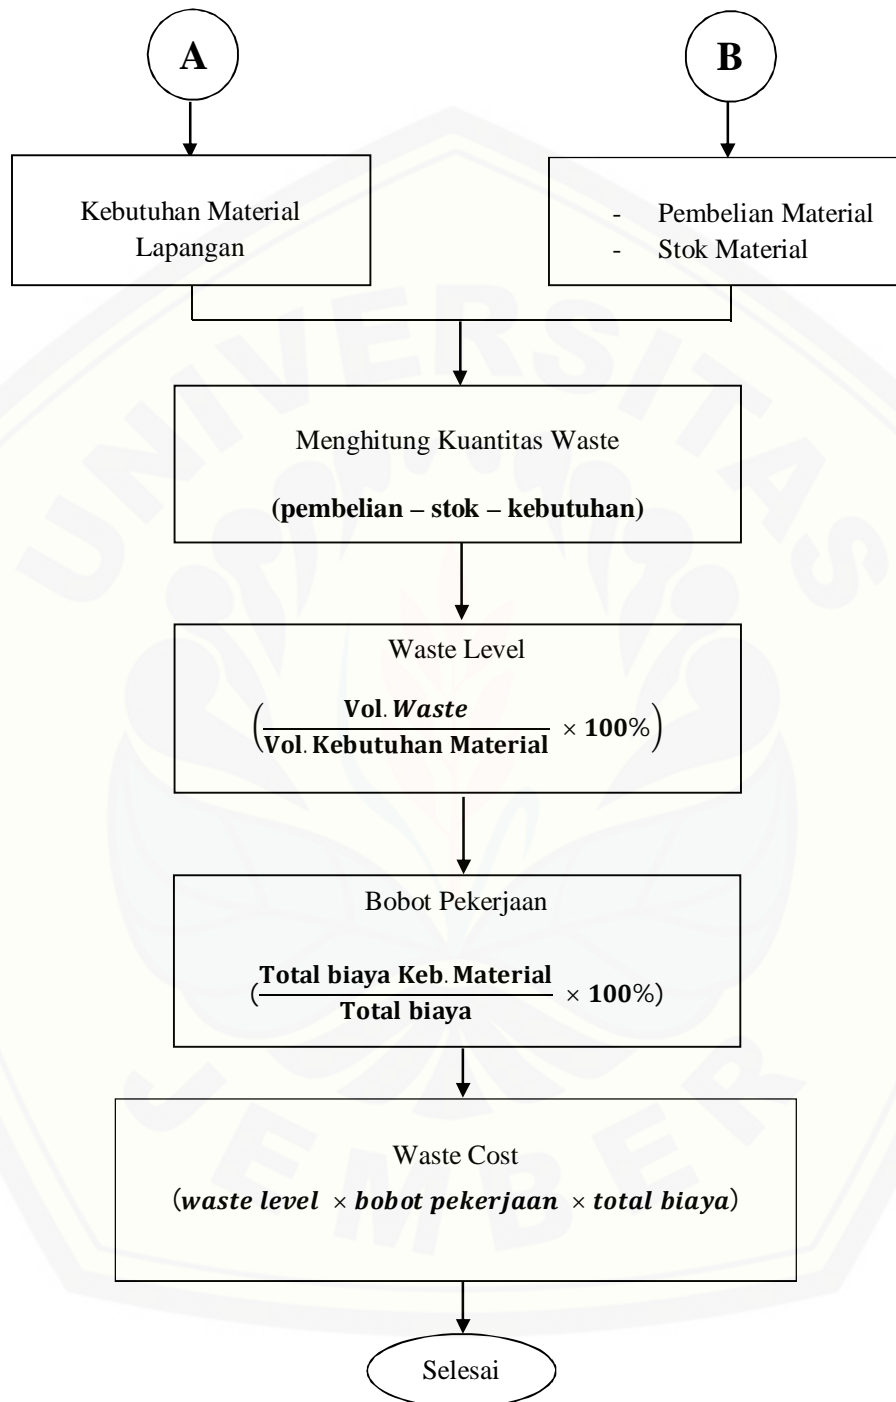 A
B
Kebutuhan Material
Lapangan
- Pembelian Material
- Stok Material
Menghitung Kuantitas Waste
(pembelian – stok – kebutuhan)
Waste Level
(Vol. Waste
Vol. Kebutuhan Material × 100%)
Bobot Pekerjaan
(Total biaya Keb. Material
Total biaya × 100%)
Waste Cost
(waste level × bobot pekerjaan × total biaya)
Selesai
UNIVERSITAS
JEMBER